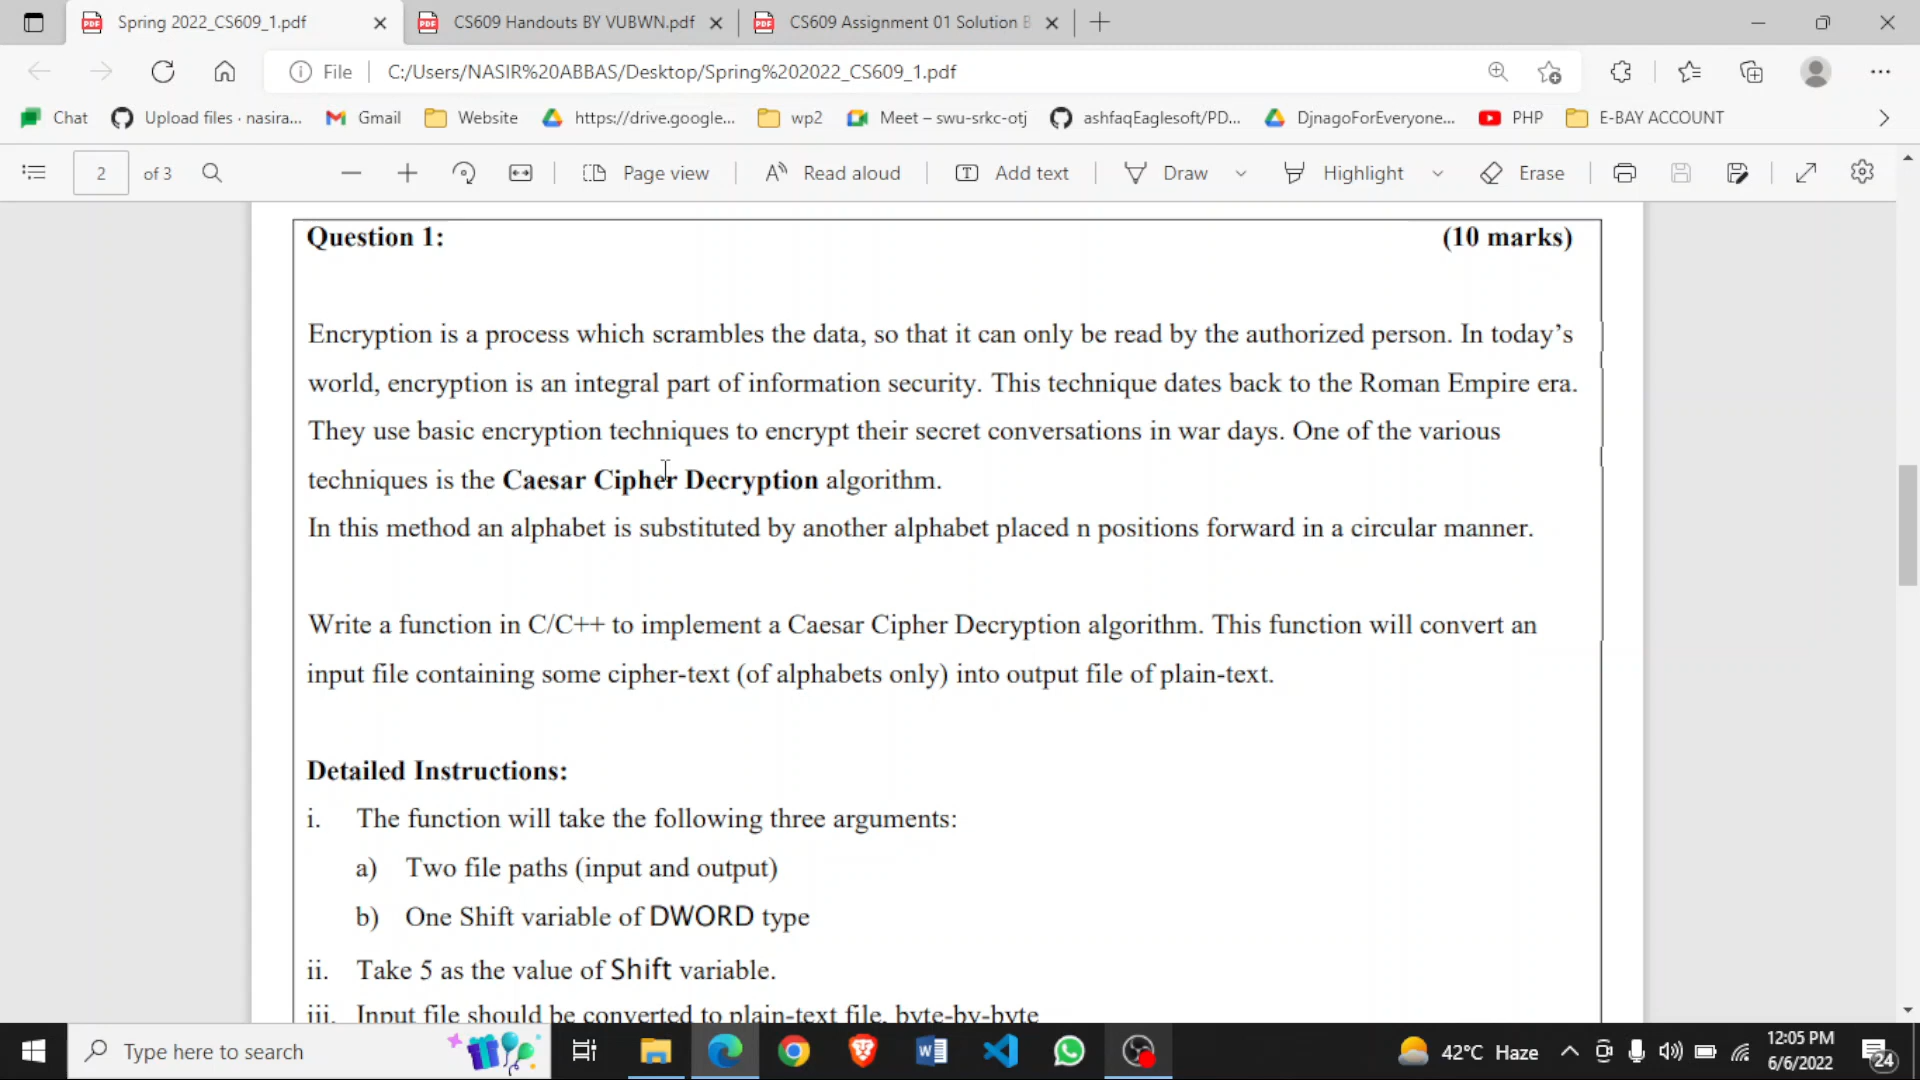 Spring 2022_CS609_1.pdf
CS609 Handouts BY VUBWN.pdf
CS609 Assignment 01 Solution B
File
C:/Users/NASIR%20ABBAS/Desktop/Spring%202022_CS609_1.pdf
Chat
Upload files · nasira...
Gmail
Website
https://drive.google...
wp2
Meet – swu-srkc-otj
ashfaqEaglesoft/PD...
DjnagoForEveryone...
PHP
E-BAY ACCOUNT
2 of 3
Page view
Read aloud
Add text
Draw
Highlight
Erase
Question 1: (10 marks)
Encryption is a process which scrambles the data, so that it can only be read by the authorized person. In today’s
world, encryption is an integral part of information security. This technique dates back to the Roman Empire era.
They use basic encryption techniques to encrypt their secret conversations in war days. One of the various
techniques is the Caesar Cipher Decryption algorithm.
In this method an alphabet is substituted by another alphabet placed n positions forward in a circular manner.
Write a function in C/C++ to implement a Caesar Cipher Decryption algorithm. This function will convert an
input file containing some cipher-text (of alphabets only) into output file of plain-text.
Detailed Instructions:
i. The function will take the following three arguments:
a) Two file paths (input and output)
b) One Shift variable of DWORD type
ii. Take 5 as the value of Shift variable.
iii. Input file should be converted to plain-text file, byte-by-byte
Type here to search
42°C Haze
12:05 PM
6/6/2022
24